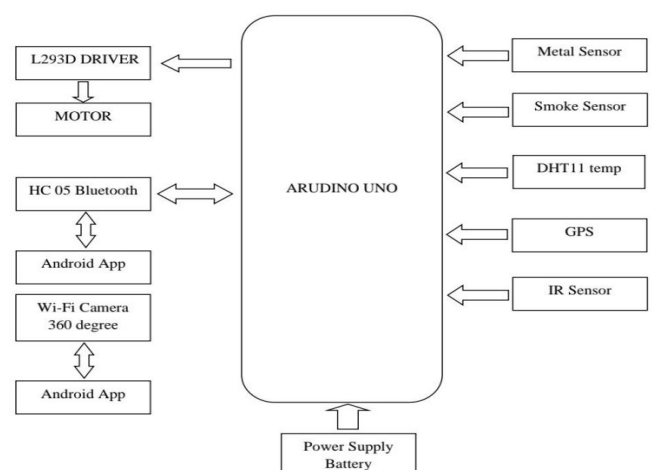 L293D DRIVER
MOTOR
HC 05 Bluetooth
Android App
Wi-Fi Camera
360 degree
Android App
ARUDINO UNO
Metal Sensor
Smoke Sensor
DHT11 temp
GPS
IR Sensor
Power Supply
Battery